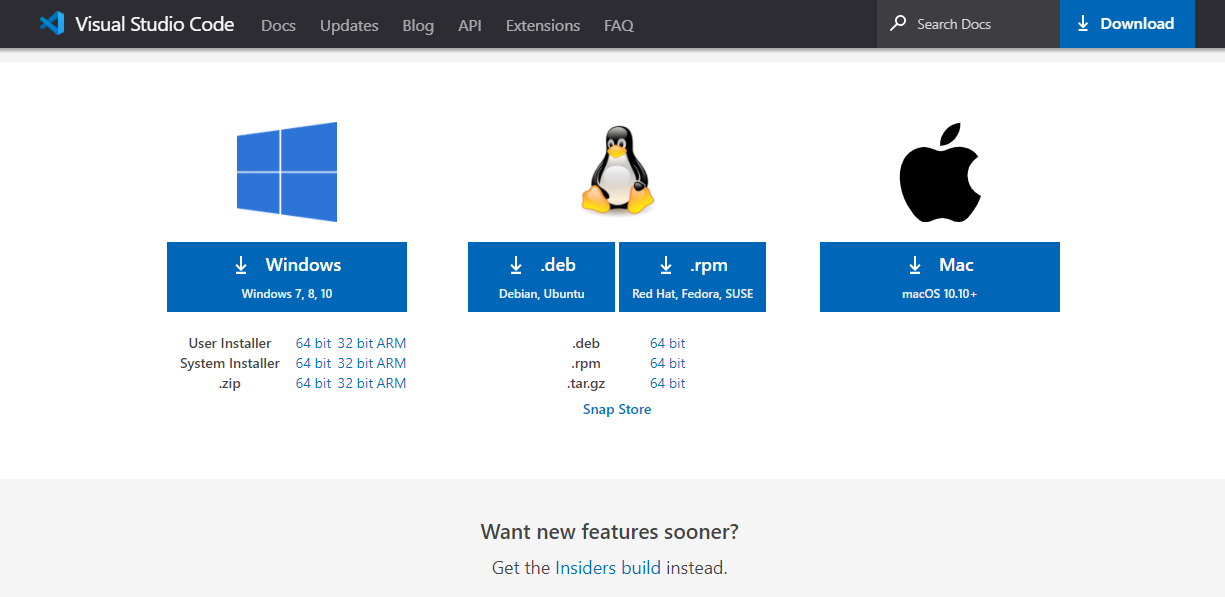 Visual Studio Code Docs Updates Blog API Extensions FAQ Search Docs Download
Windows
Windows 7, 8, 10
.deb
Debian, Ubuntu
.rpm
Red Hat, Fedora, SUSE
Mac
macOS 10.10+
User Installer 64 bit 32 bit ARM
System Installer 64 bit 32 bit ARM
.zip 64 bit 32 bit ARM
.deb 64 bit
.rpm 64 bit
.tar.gz 64 bit
Snap Store
Want new features sooner?
Get the Insiders build instead.